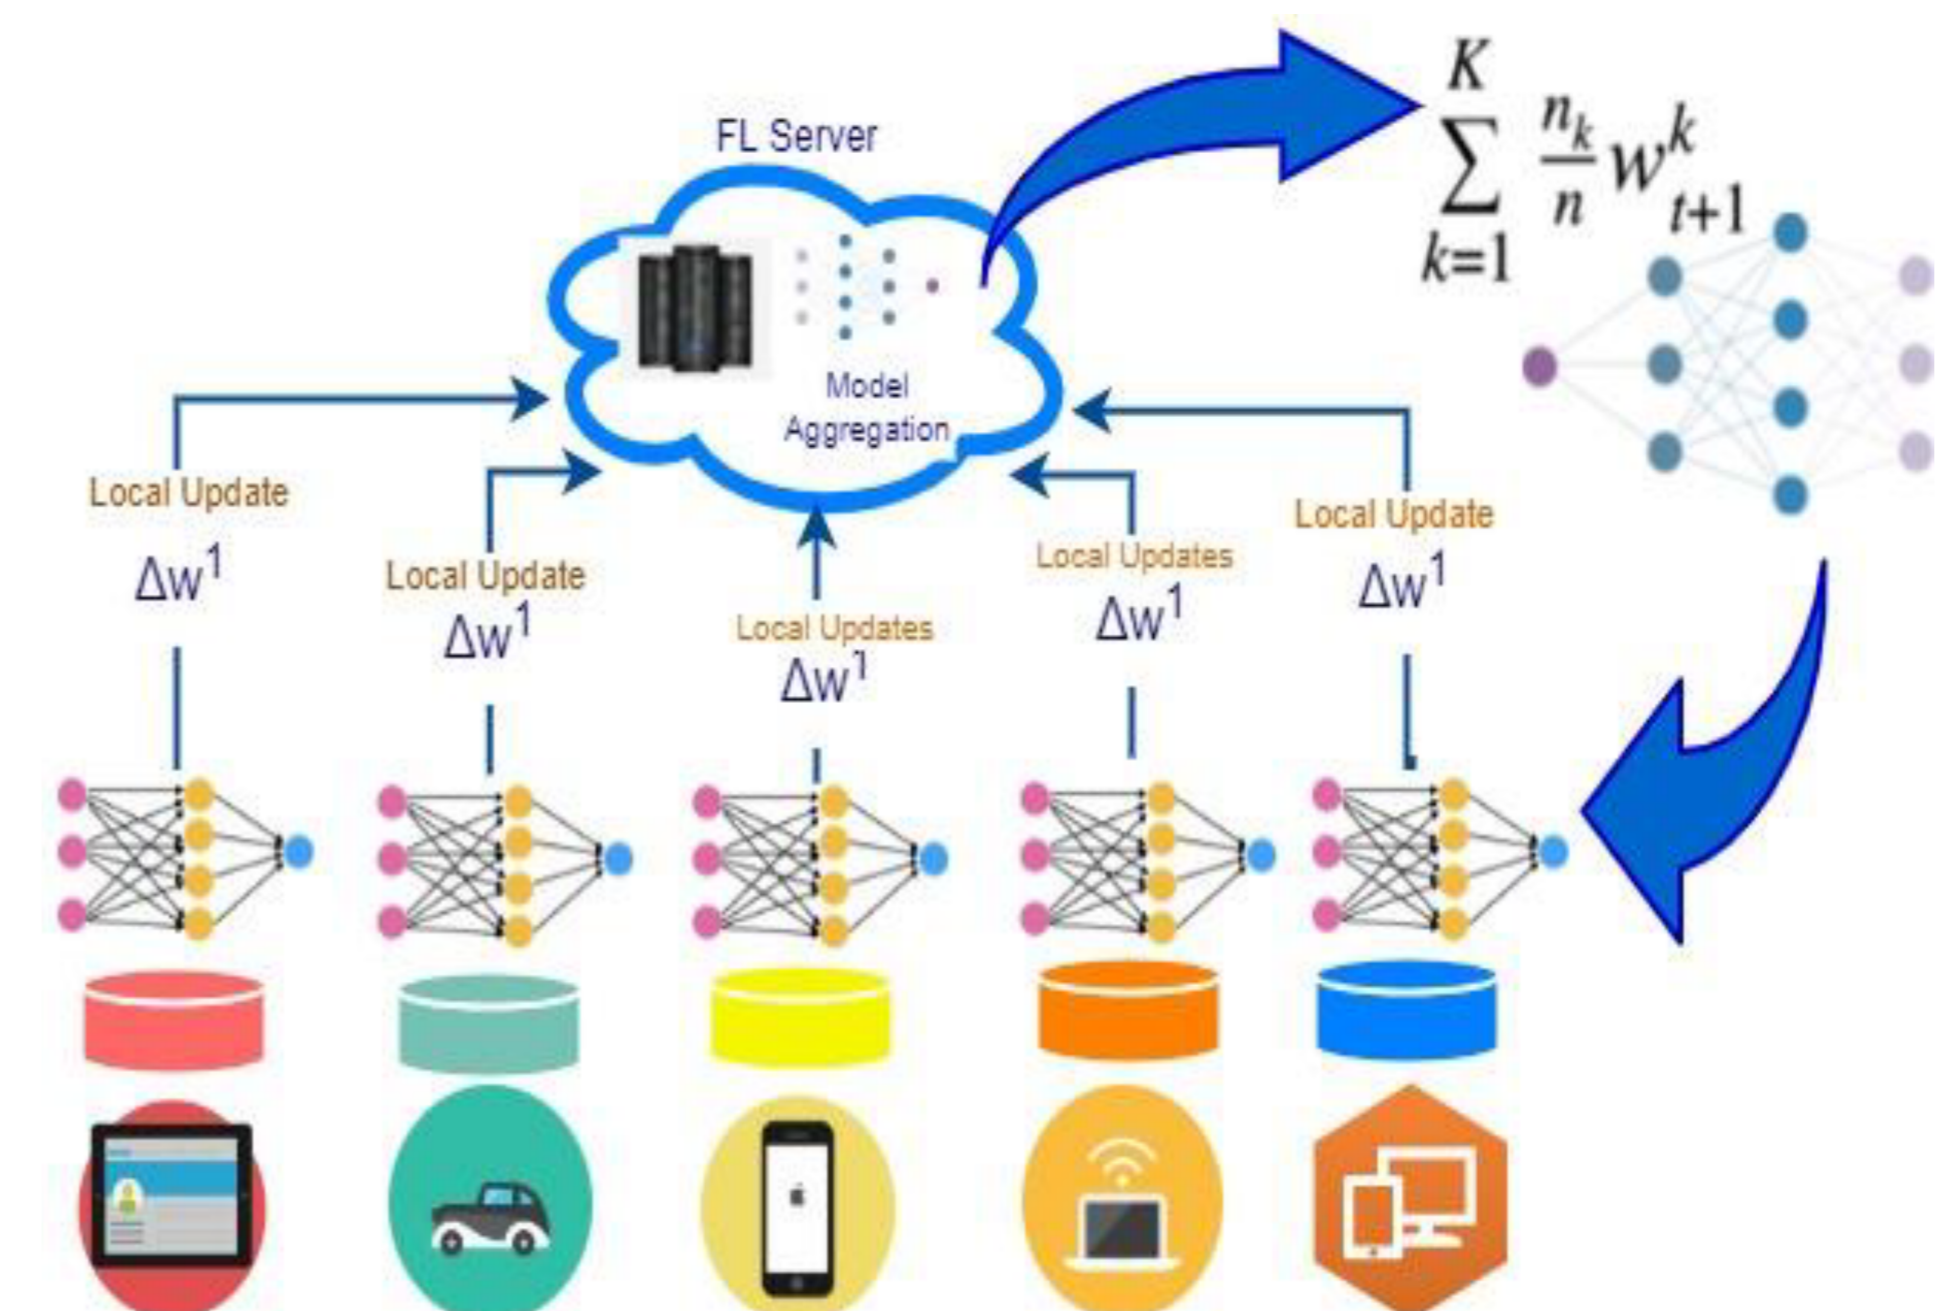 FL Server
K
∑ n_k/n w^k_{t+1}
k=1
Model
Aggregation
Local Update
Δw¹
Local Update
Δw¹
Local Updates
Δw¹
Local Updates
Δw¹
Local Update
Δw¹